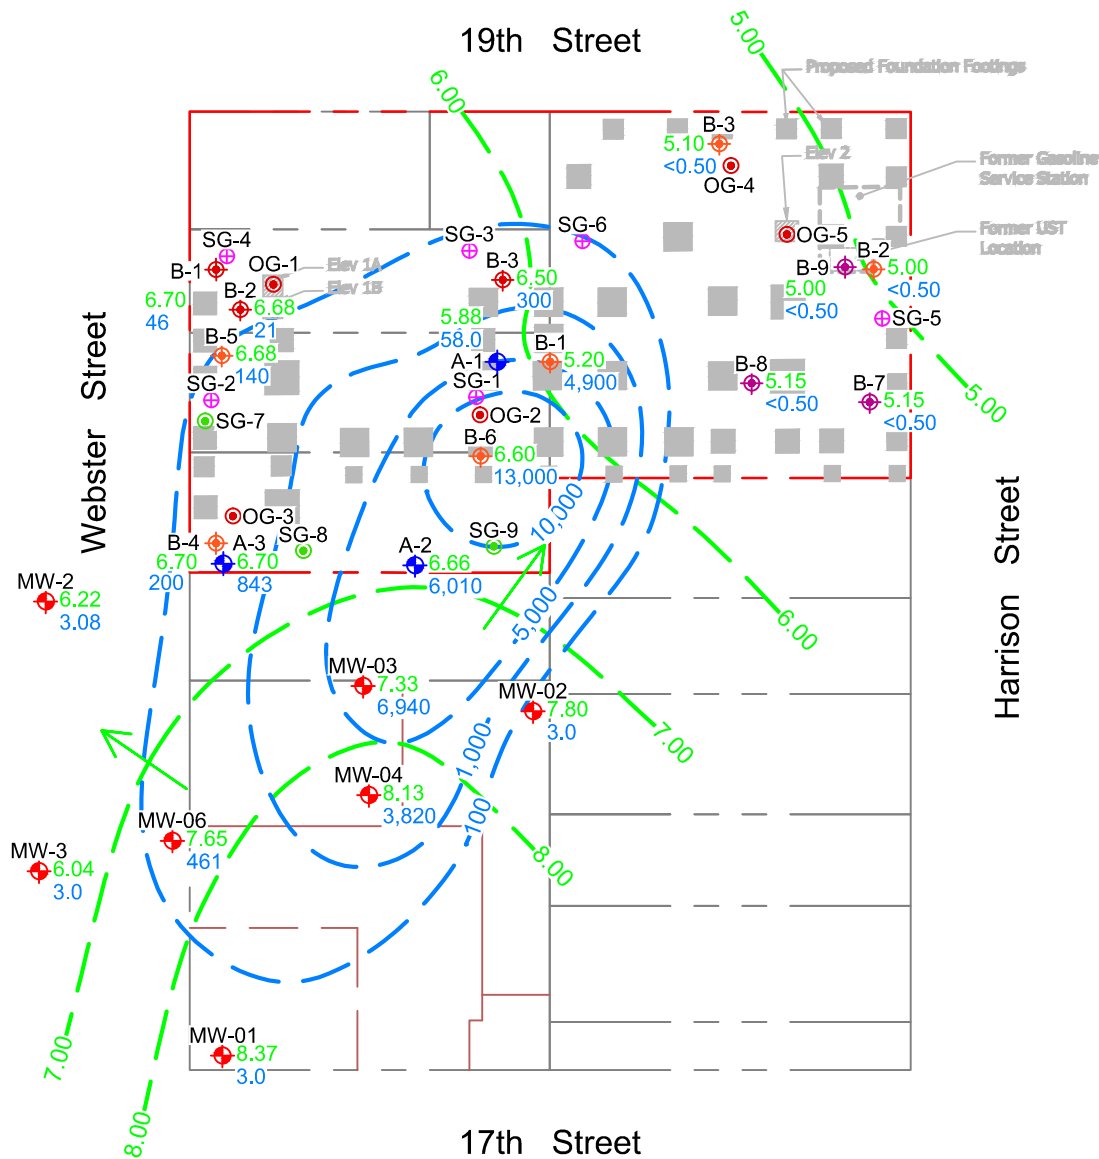 19th Street
5.00
Proposed Foundation Footings
6.00
B-3
5.10
<0.50
OG-4
Elev 2
Former Gasoline
Service Station
SG-6
SG-3
SG-4
OG-5
Former UST
Location
B-1
OG-1
Elev 1A
Elev 1B
B-3
6.50
300
B-9
B-2
5.00
<0.50
5.00
<0.50
6.70
46
B-2
6.68
21
5.88
58.0
SG-5
B-5
6.68
140
A-1
B-1
5.20
4,900
B-8
5.15
<0.50
B-7
5.15
<0.50
5.00
SG-2
SG-1
SG-7
OG-2
B-6
6.60
13,000
10,000
Webster Street
Harrison Street
OG-3
SG-8
SG-9
B-4
A-3
6.70
200
6.70
843
A-2
6.66
6,010
MW-2
6.22
3.08
5,000
6.00
MW-03
7.33
6,940
MW-02
7.80
3.0
7.00
1,000
MW-04
8.13
3,820
100
MW-06
7.65
461
8.00
MW-3
6.04
3.0
MW-01
8.37
3.0
7.00
8.00
17th Street